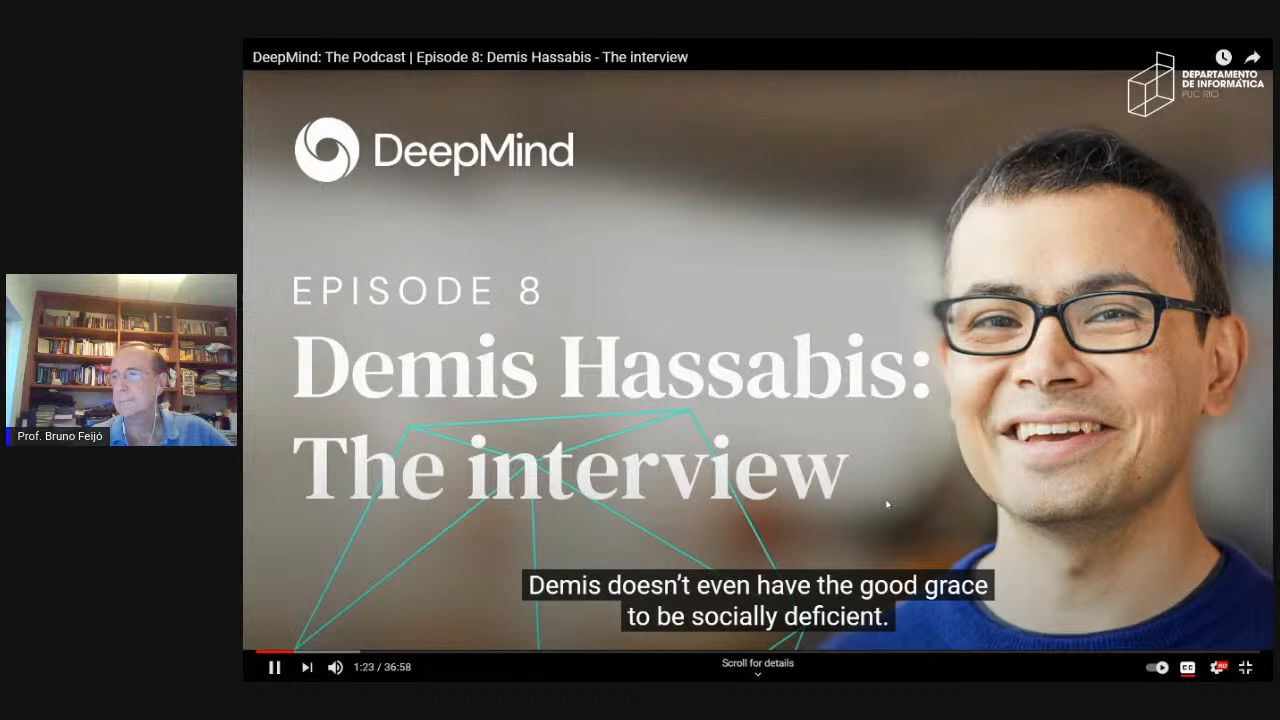 DeepMind: The Podcast | Episode 8: Demis Hassabis - The interview
DEPARTAMENTO
DE INFORMÁTICA
PUC-RIO
DeepMind
EPISODE 8
Demis Hassabis:
The interview
Prof. Bruno Feijó
Demis doesn't even have the good grace
to be socially deficient.
1:23 / 36:58
Scroll for details
CC
HD